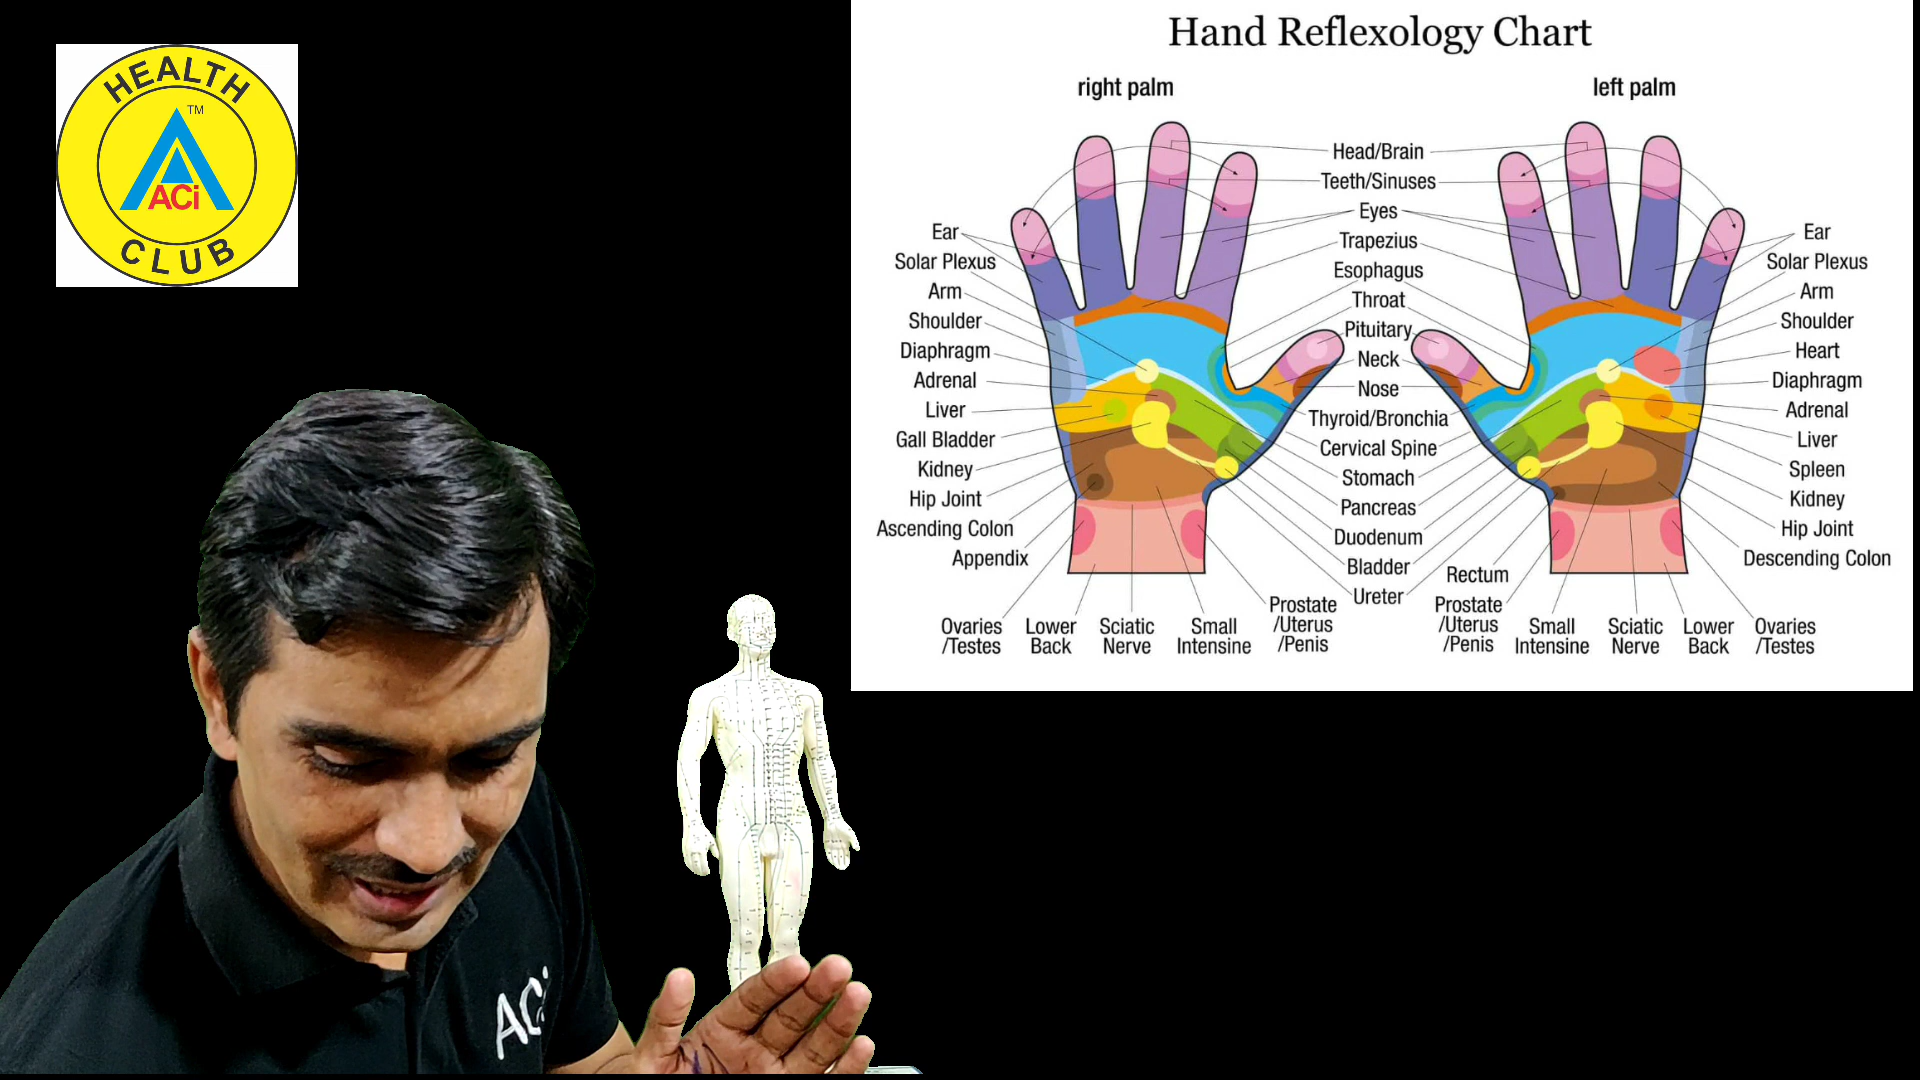 HEALTH
TM
ACi
CLUB
Hand Reflexology Chart
right palm
left palm
Head/Brain
Teeth/Sinuses
Eyes
Trapezius
Esophagus
Throat
Pituitary
Neck
Nose
Thyroid/Bronchia
Cervical Spine
Stomach
Pancreas
Duodenum
Bladder
Ureter
Ear
Solar Plexus
Arm
Shoulder
Diaphragm
Adrenal
Liver
Gall Bladder
Kidney
Hip Joint
Ascending Colon
Appendix
Ovaries
/Testes
Lower
Back
Sciatic
Nerve
Small
Intensine
Prostate
/Uterus
/Penis
Ear
Solar Plexus
Arm
Shoulder
Heart
Diaphragm
Adrenal
Liver
Spleen
Kidney
Hip Joint
Descending Colon
Rectum
Prostate
/Uterus
/Penis
Small
Intensine
Sciatic
Nerve
Lower
Back
Ovaries
/Testes
ACi